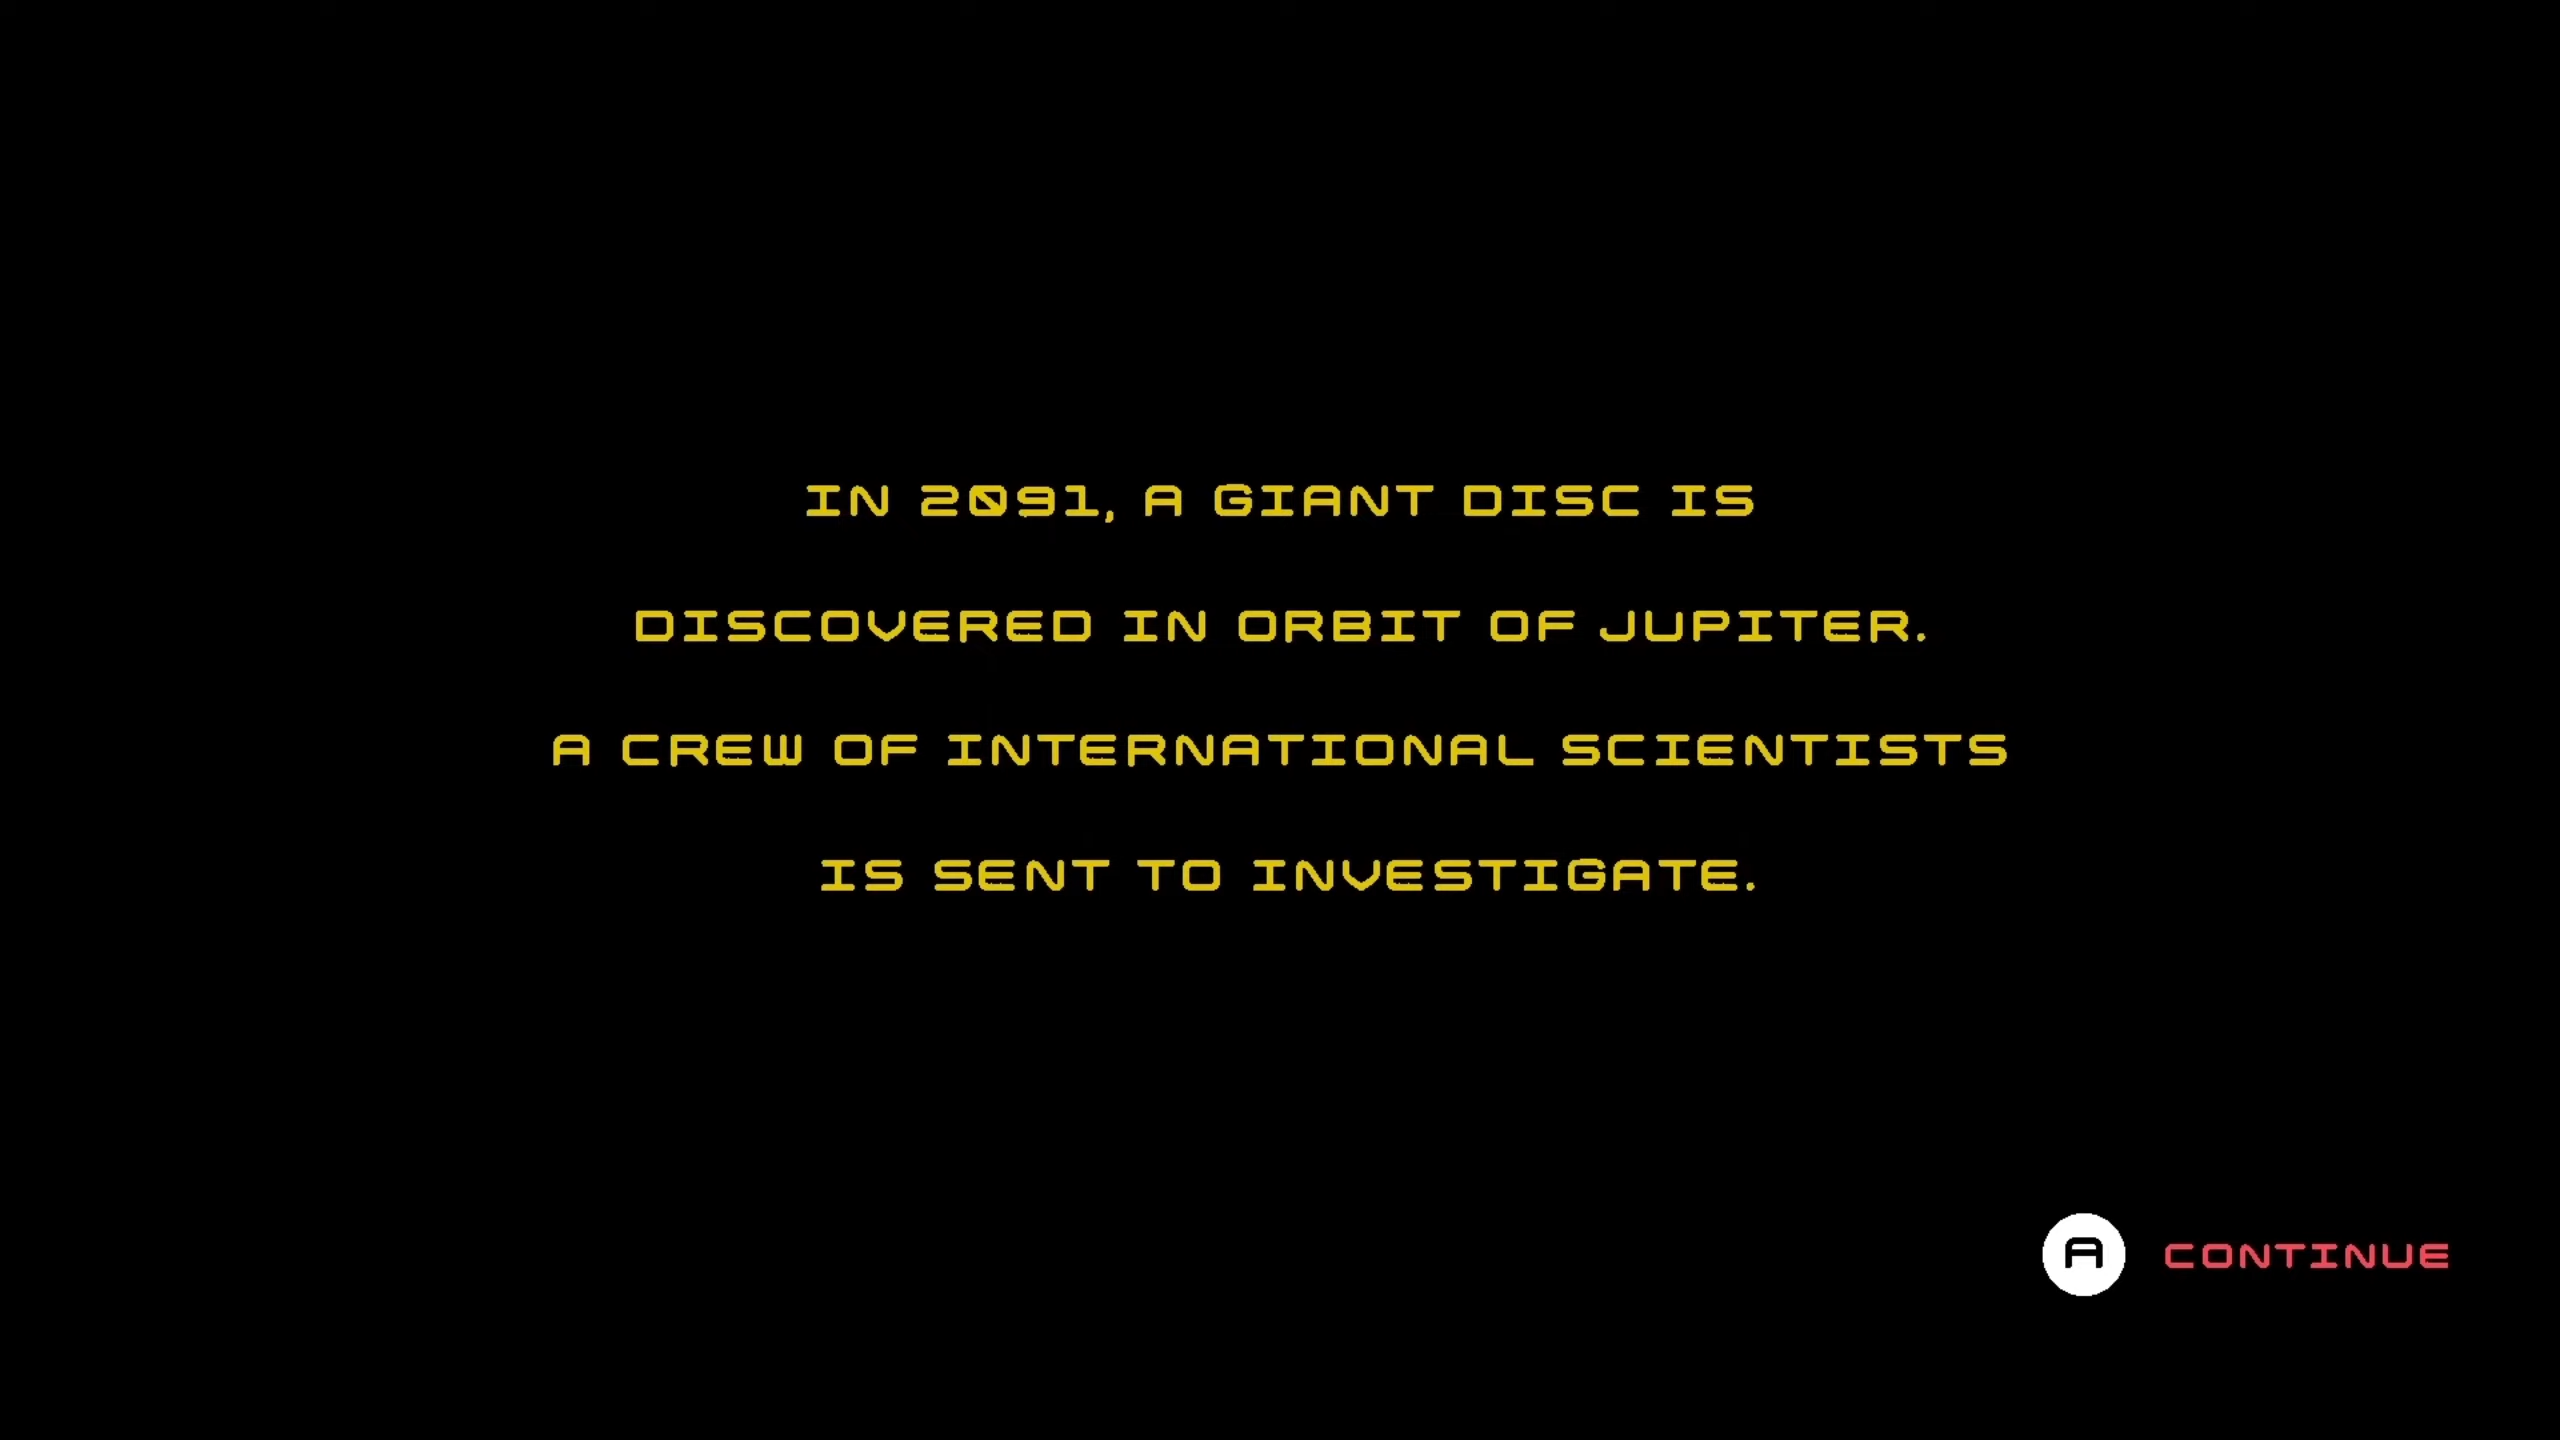 IN 2091, A GIANT DISC IS
DISCOVERED IN ORBIT OF JUPITER.
A CREW OF INTERNATIONAL SCIENTISTS
IS SENT TO INVESTIGATE.
A CONTINUE